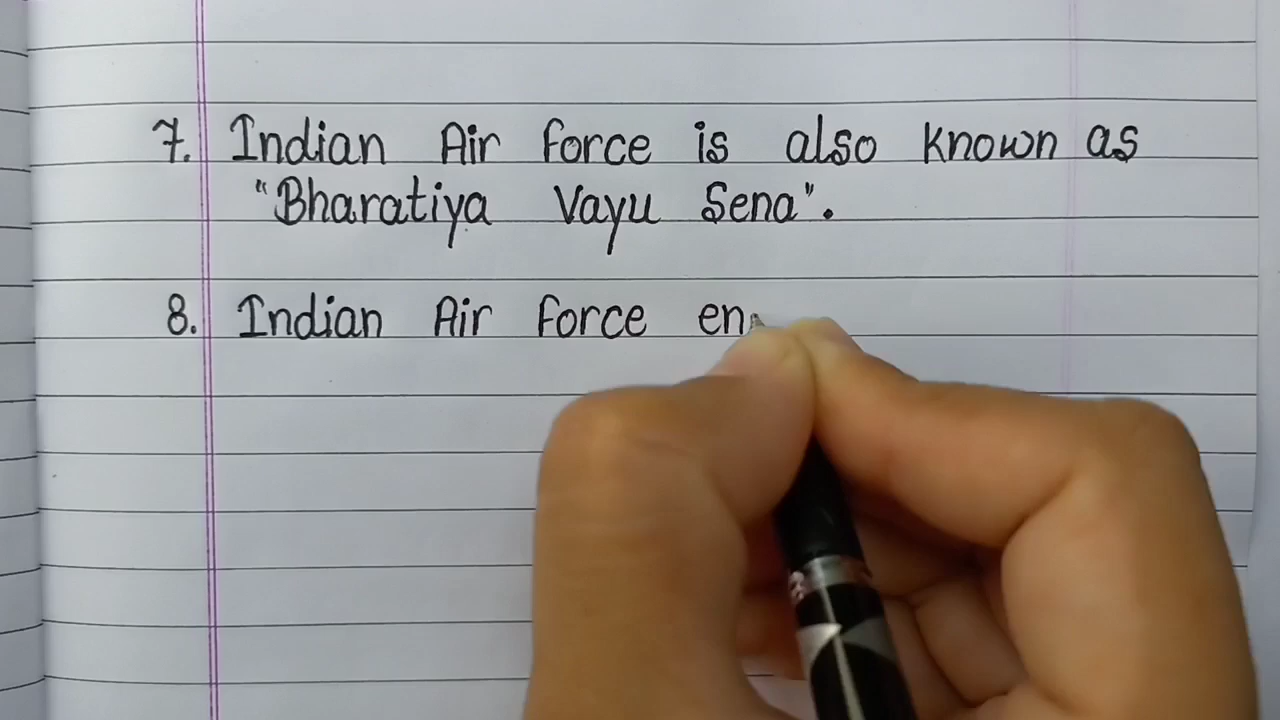 7. Indian Air force is also known as
"Bharatiya Vayu Sena".
8. Indian Air force en